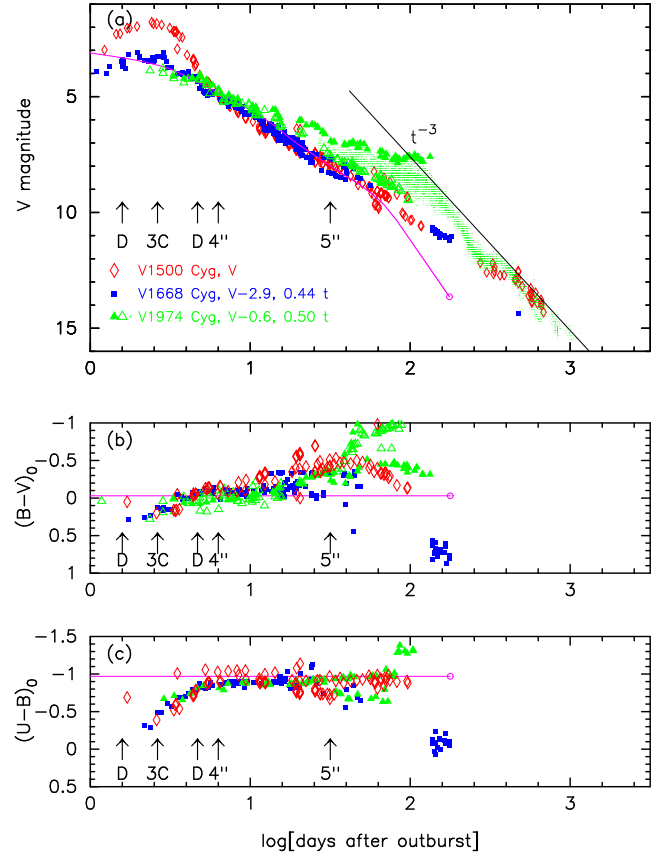 (a)
V magnitude
5
10
15
t⁻³
D 3C D 4'' 5''
V1500 Cyg, V
V1668 Cyg, V−2.9, 0.44 t
V1974 Cyg, V−0.6, 0.50 t
0 1 2 3
(b)
(B−V)₀
−1
−0.5
0
0.5
1
D 3C D 4'' 5''
0 1 2 3
(c)
(U−B)₀
−1.5
−1
−0.5
0
0.5
D 3C D 4'' 5''
0 1 2 3
log[days after outburst]